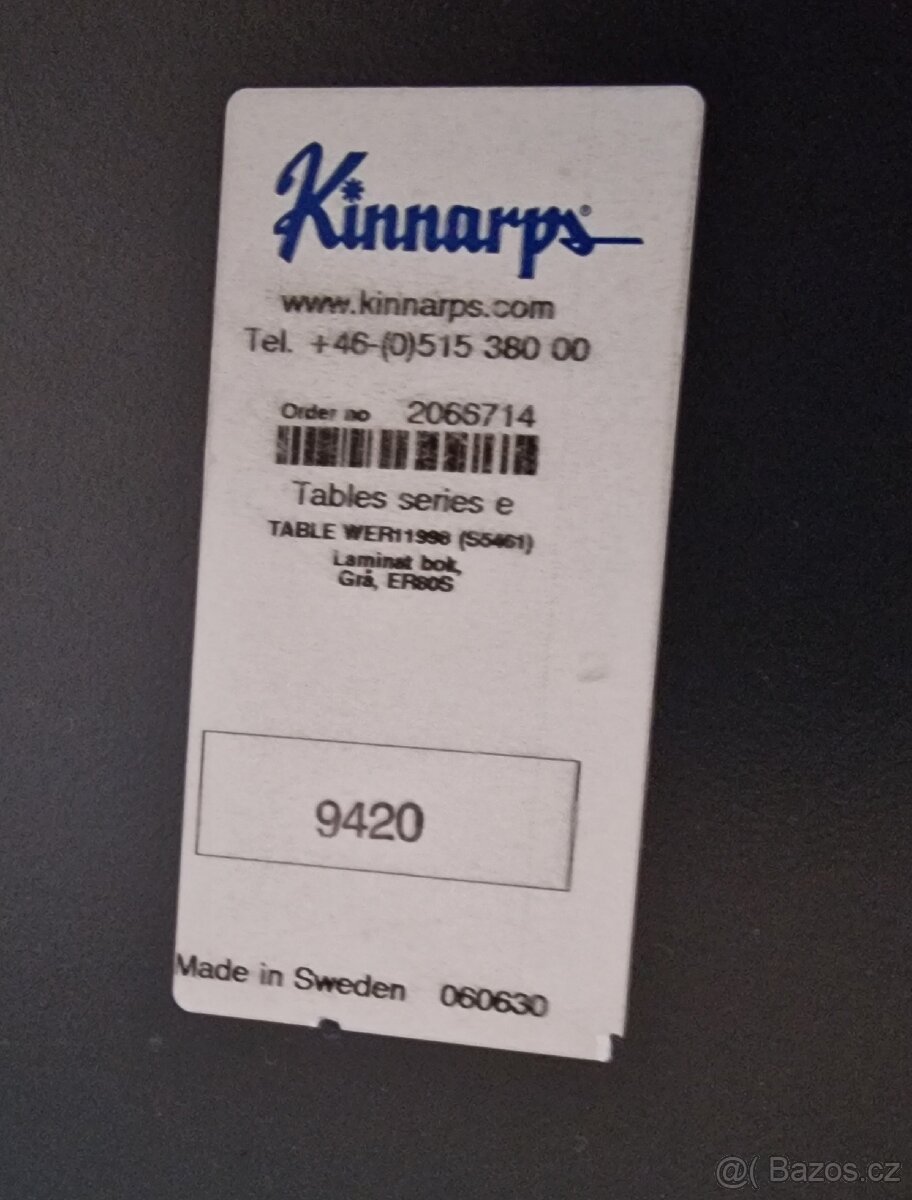 Kinnarps®
www.kinnarps.com
Tel. +46-(0)515 380 00
Order no 2066714
Tables series e
TABLE WER11998 (S5461)
Laminat bok,
Grå, ER80S
9420
Made in Sweden 060630
@( Bazos.cz